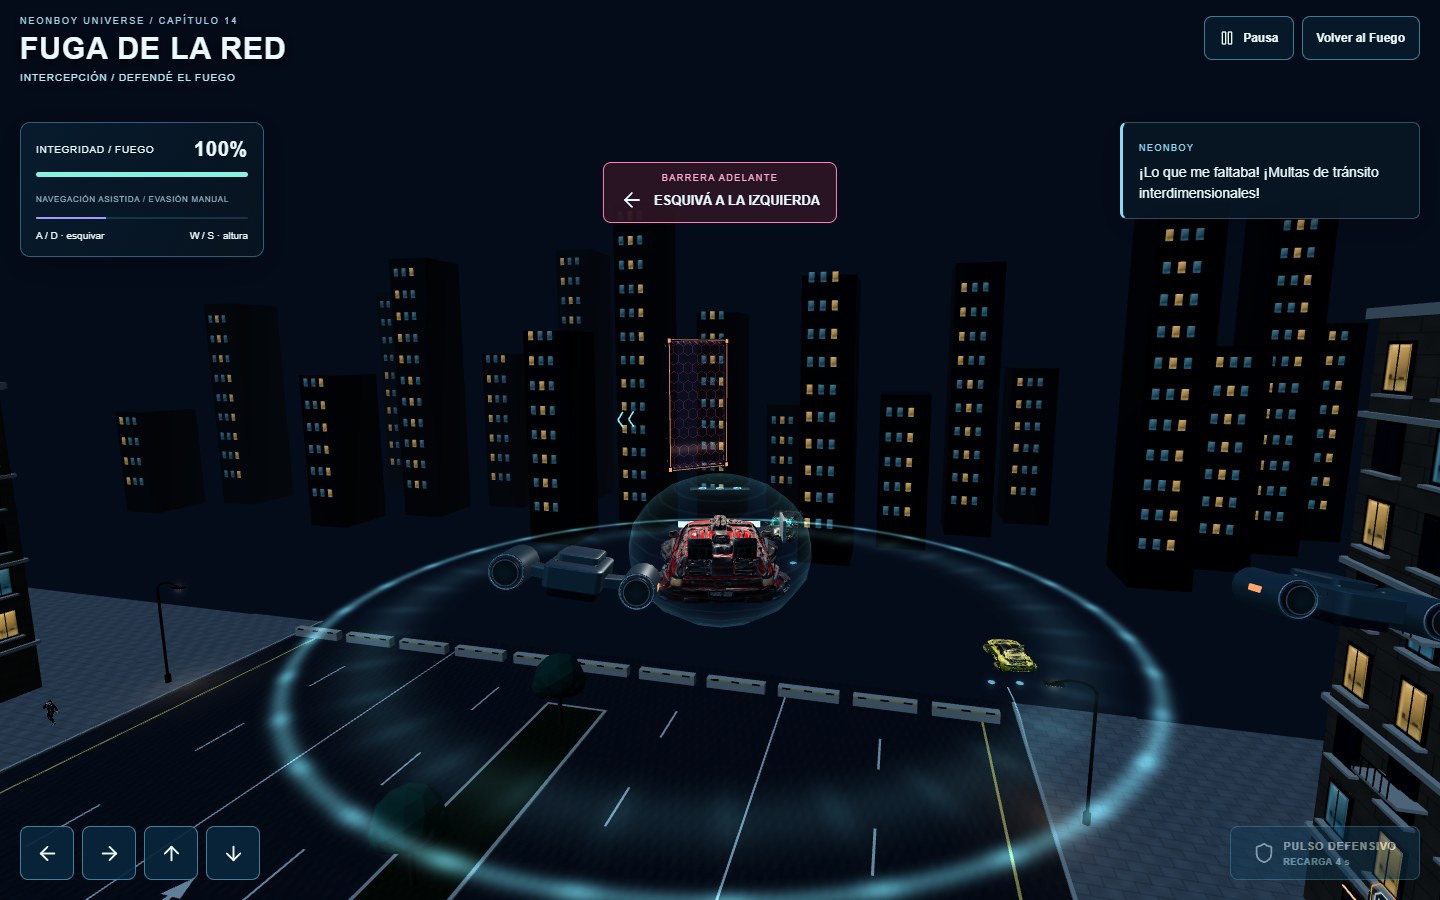 NEONBOY UNIVERSE / CAPÍTULO 14
FUGA DE LA RED
INTERCEPCIÓN / DEFENDÉ EL FUEGO
Pausa
Volver al Fuego
INTEGRIDAD / FUEGO 100%
NAVEGACIÓN ASISTIDA / EVASIÓN MANUAL
A / D · esquivar W / S · altura
BARRERA ADELANTE
ESQUIVÁ A LA IZQUIERDA
NEONBOY
¡Lo que me faltaba! ¡Multas de tránsito
interdimensionales!
PULSO DEFENSIVO
RECARGA 4 s